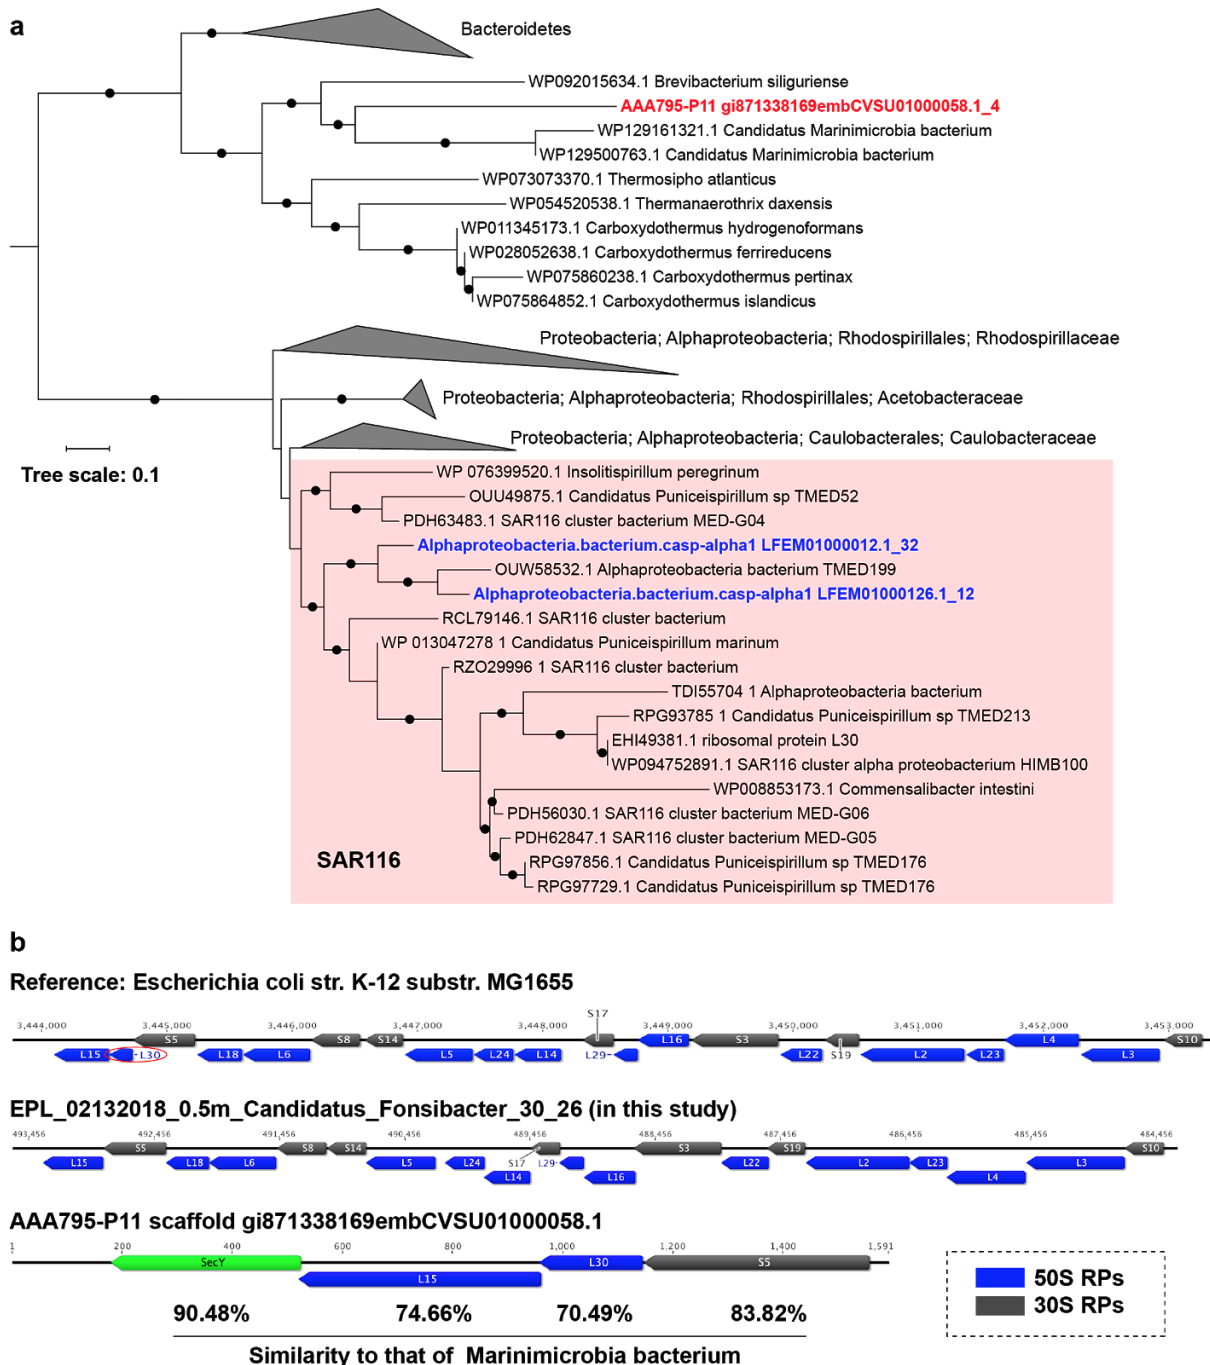 a
Bacteroidetes
WP092015634.1 Brevibacterium siliguriense
AAA795-P11 gi871338169embCVSU01000058.1_4
WP129161321.1 Candidatus Marinimicrobia bacterium
WP129500763.1 Candidatus Marinimicrobia bacterium
WP073073370.1 Thermosipho atlanticus
WP054520538.1 Thermanaerothrix daxensis
WP011345173.1 Carboxydothermus hydrogenoformans
WP028052638.1 Carboxydothermus ferrireducens
WP075860238.1 Carboxydothermus pertinax
WP075864852.1 Carboxydothermus islandicus
Proteobacteria; Alphaproteobacteria; Rhodospirillales; Rhodospirillaceae
Proteobacteria; Alphaproteobacteria; Rhodospirillales; Acetobacteraceae
Proteobacteria; Alphaproteobacteria; Caulobacterales; Caulobacteraceae
Tree scale: 0.1
WP 076399520.1 Insolitispirillum peregrinum
OUU49875.1 Candidatus Puniceispirillum sp TMED52
PDH63483.1 SAR116 cluster bacterium MED-G04
Alphaproteobacteria.bacterium.casp-alpha1 LFEM01000012.1_32
OUW58532.1 Alphaproteobacteria bacterium TMED199
Alphaproteobacteria.bacterium.casp-alpha1 LFEM01000126.1_12
RCL79146.1 SAR116 cluster bacterium
WP 013047278 1 Candidatus Puniceispirillum marinum
RZO29996 1 SAR116 cluster bacterium
TDI55704 1 Alphaproteobacteria bacterium
RPG93785 1 Candidatus Puniceispirillum sp TMED213
EHI49381.1 ribosomal protein L30
WP094752891.1 SAR116 cluster alpha proteobacterium HIMB100
WP008853173.1 Commensalibacter intestini
PDH56030.1 SAR116 cluster bacterium MED-G06
PDH62847.1 SAR116 cluster bacterium MED-G05
RPG97856.1 Candidatus Puniceispirillum sp TMED176
RPG97729.1 Candidatus Puniceispirillum sp TMED176
SAR116
b
Reference: Escherichia coli str. K-12 substr. MG1655
S17
3,444,000 3,445,000 3,446,000 3,447,000 3,448,000 3,449,000 3,450,000 3,451,000 3,452,000 3,453,000
S5 S8 S14 L16 S3 L4 S10
L15 L30 L18 L6 L5 L24 L14 L29 L22 S19 L2 L23 L3
EPL_02132018_0.5m_Candidatus_Fonsibacter_30_26 (in this study)
493,456 492,456 491,456 490,456 489,456 488,456 487,456 486,456 485,456 484,456
S5 S8 S14 S3 S19 S10
L15 L18 L6 L5 L24 S17 L29 L22 L2 L23 L3
L14 L16 L4
AAA795-P11 scaffold gi871338169embCVSU01000058.1
1 200 400 600 800 1,000 1,200 1,400 1,591
SecY L30 S5
L15
90.48% 74.66% 70.49% 83.82%
Similarity to that of Marinimicrobia bacterium
50S RPs
30S RPs